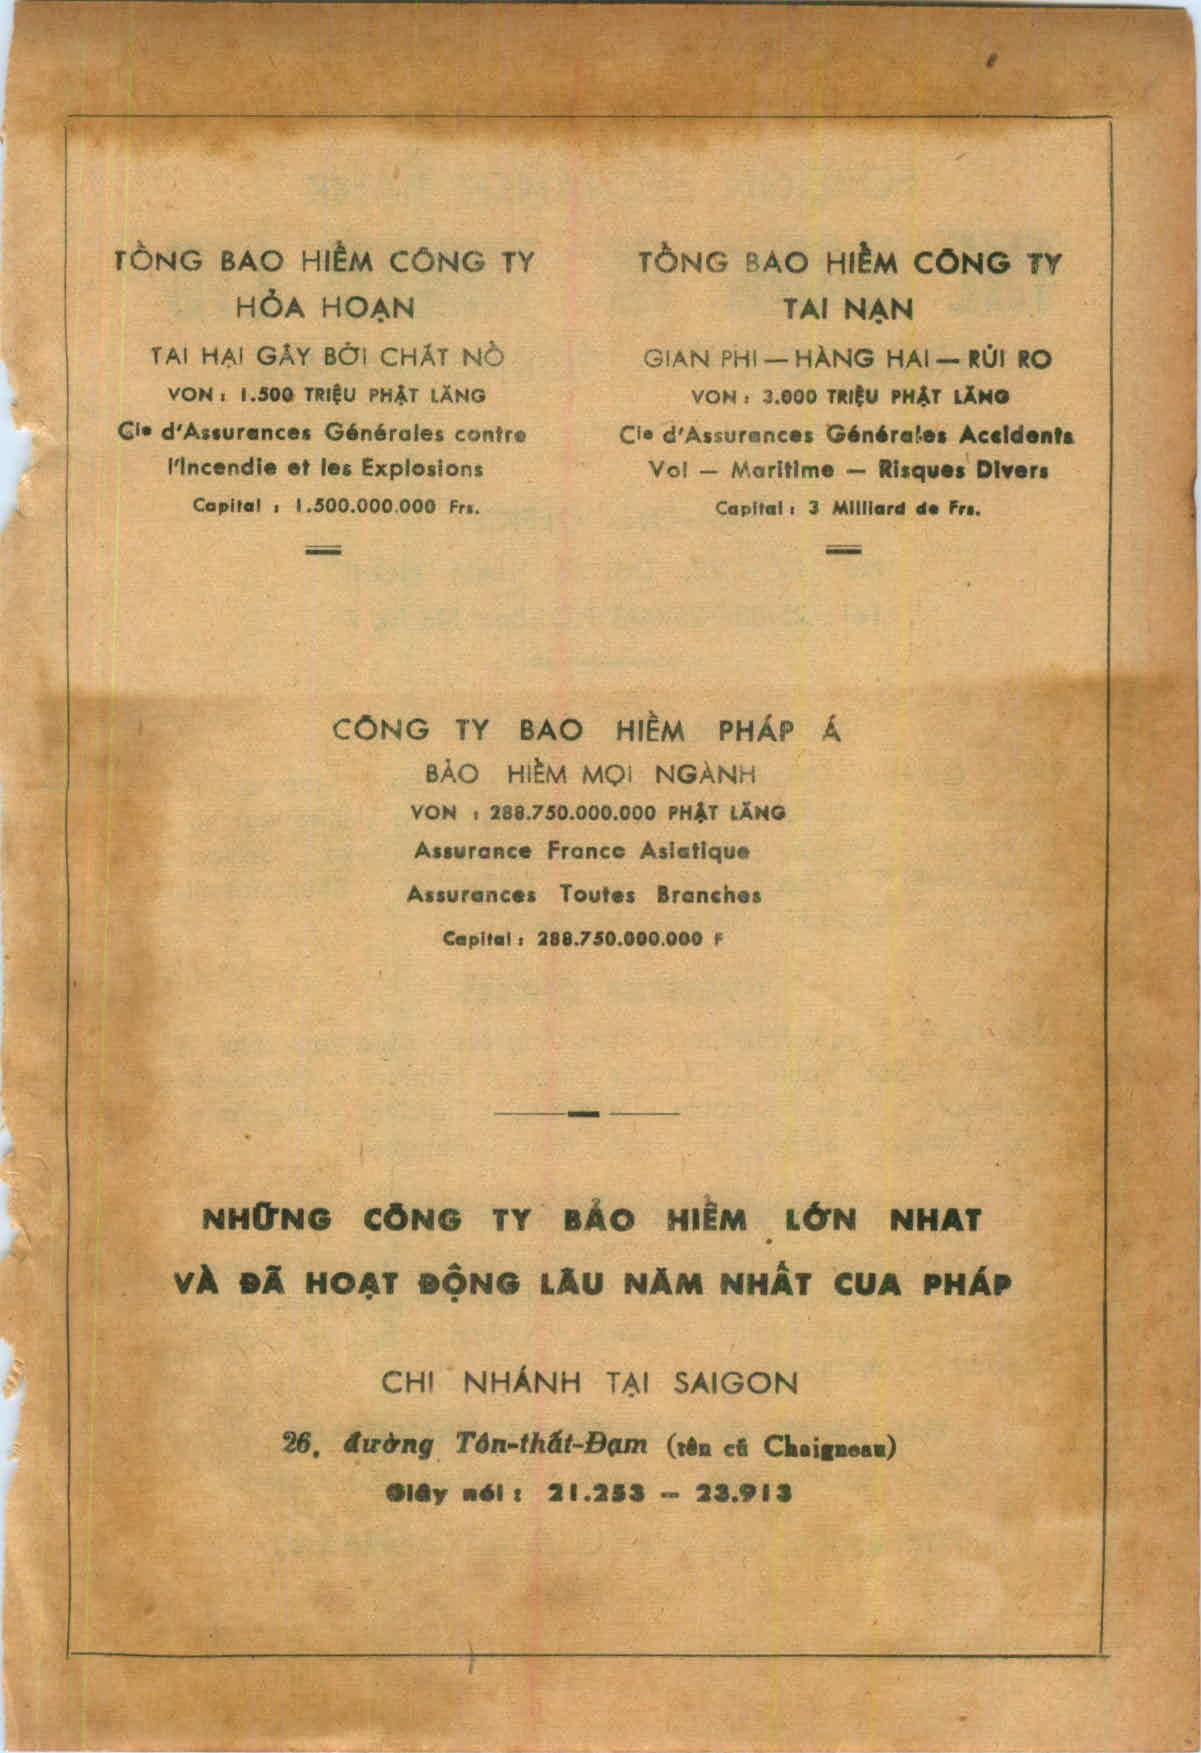 TỔNG BAO HIỂM CÔNG TY
HỎA HOẠN
TAI HẠI GÂY BỞI CHẤT NỔ
VON : 1.500 TRIỆU PHẬT LĂNG
Cie d'Assurances Générales contre
l'Incendie et les Explosions
Capital : 1.500.000.000 Frs.
TỔNG BAO HIỂM CÔNG TY
TAI NẠN
GIAN PHI — HÀNG HAI — RỦI RO
VON : 3.000 TRIỆU PHẬT LĂNG
Cie d'Assurances Générales Accidents
Vol — Maritime — Risques Divers
Capital : 3 Milliard de Frs.
CÔNG TY BAO HIỂM PHÁP Á
BẢO HIỂM MỌI NGÀNH
VON : 288.750.000.000 PHẬT LĂNG
Assurance France Asiatique
Assurances Toutes Branches
Capital : 288.750.000.000 F
NHỮNG CÔNG TY BẢO HIỂM LỚN NHAT
VÀ ĐÃ HOẠT ĐỘNG LÂU NĂM NHẤT CUA PHÁP
CHI NHÁNH TẠI SAIGON
26, đường Tôn-thất-Đạm (tên cũ Chaigneau)
Giây nói : 21.253 — 23.913